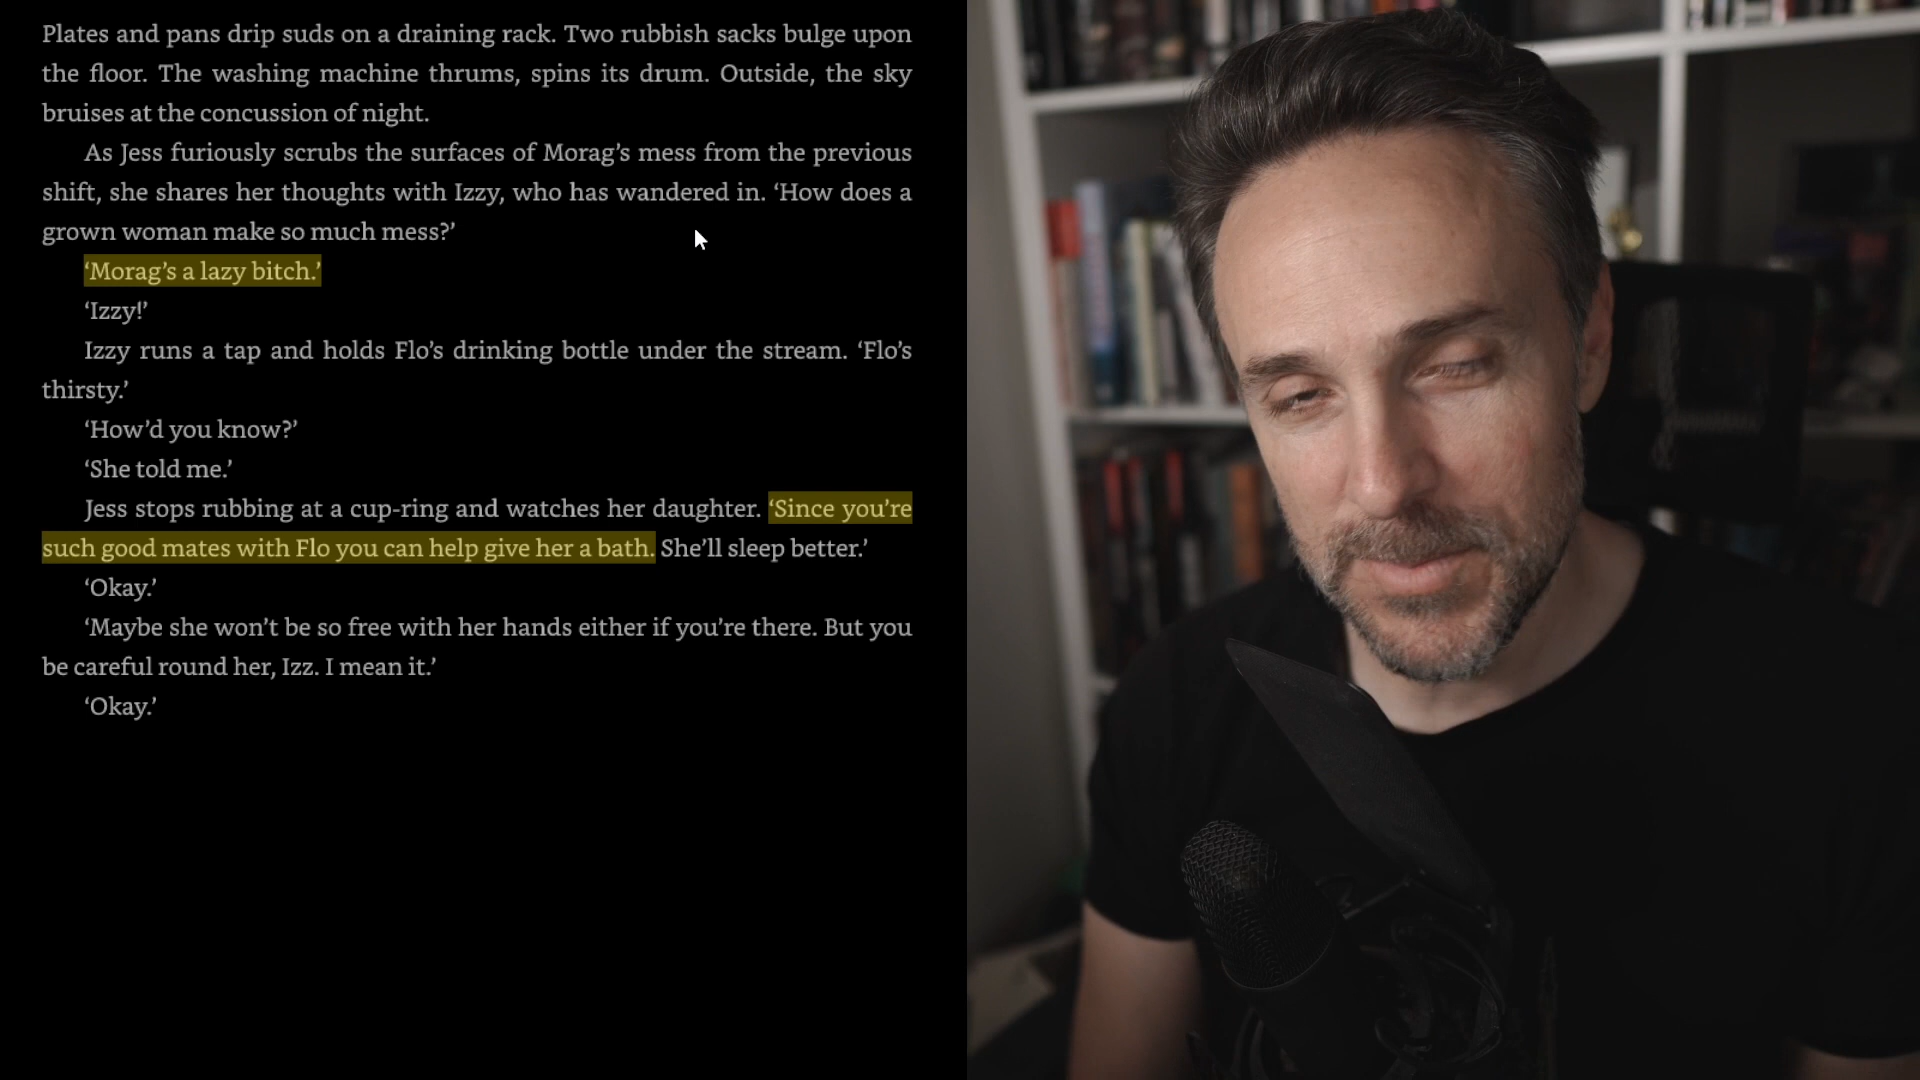 Plates and pans drip suds on a draining rack. Two rubbish sacks bulge upon
the floor. The washing machine thrums, spins its drum. Outside, the sky
bruises at the concussion of night.
As Jess furiously scrubs the surfaces of Morag’s mess from the previous
shift, she shares her thoughts with Izzy, who has wandered in. ‘How does a
grown woman make so much mess?’
‘Morag’s a lazy bitch.’
‘Izzy!’
Izzy runs a tap and holds Flo’s drinking bottle under the stream. ‘Flo’s
thirsty.’
‘How’d you know?’
‘She told me.’
Jess stops rubbing at a cup-ring and watches her daughter. ‘Since you’re
such good mates with Flo you can help give her a bath. She’ll sleep better.’
‘Okay.’
‘Maybe she won’t be so free with her hands either if you’re there. But you
be careful round her, Izz. I mean it.’
‘Okay.’